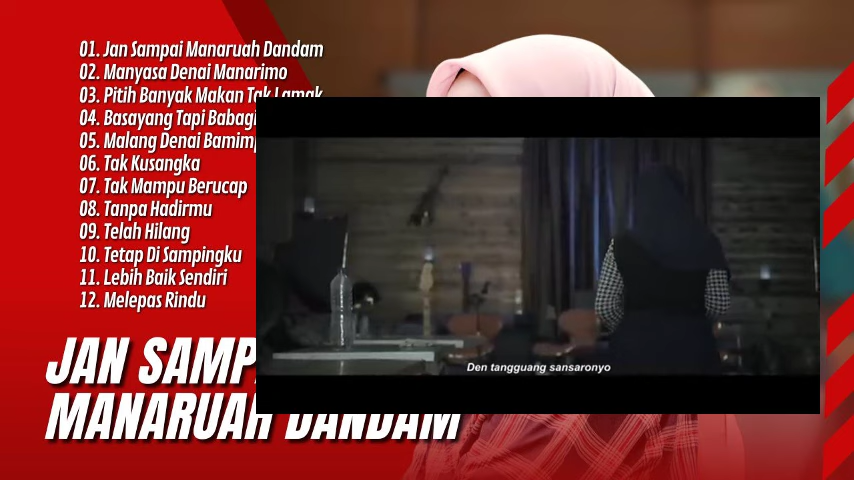 01. Jan Sampai Manaruah Dandam
02. Manyasa Denai Manarimo
03. Pitih Banyak Makan Tak Lamak
04. Basayang Tapi
05. Malang Denai
06. Tak Kusangka
07. Tak Mampu Berucap
08. Tanpa Hadirmu
09. Telah Hilang
10. Tetap Di Sampingku
11. Lebih Baik Sendiri
12. Melepas Rindu
JAN
MANARUAH DANDAM
Den tangguang sansaronyo